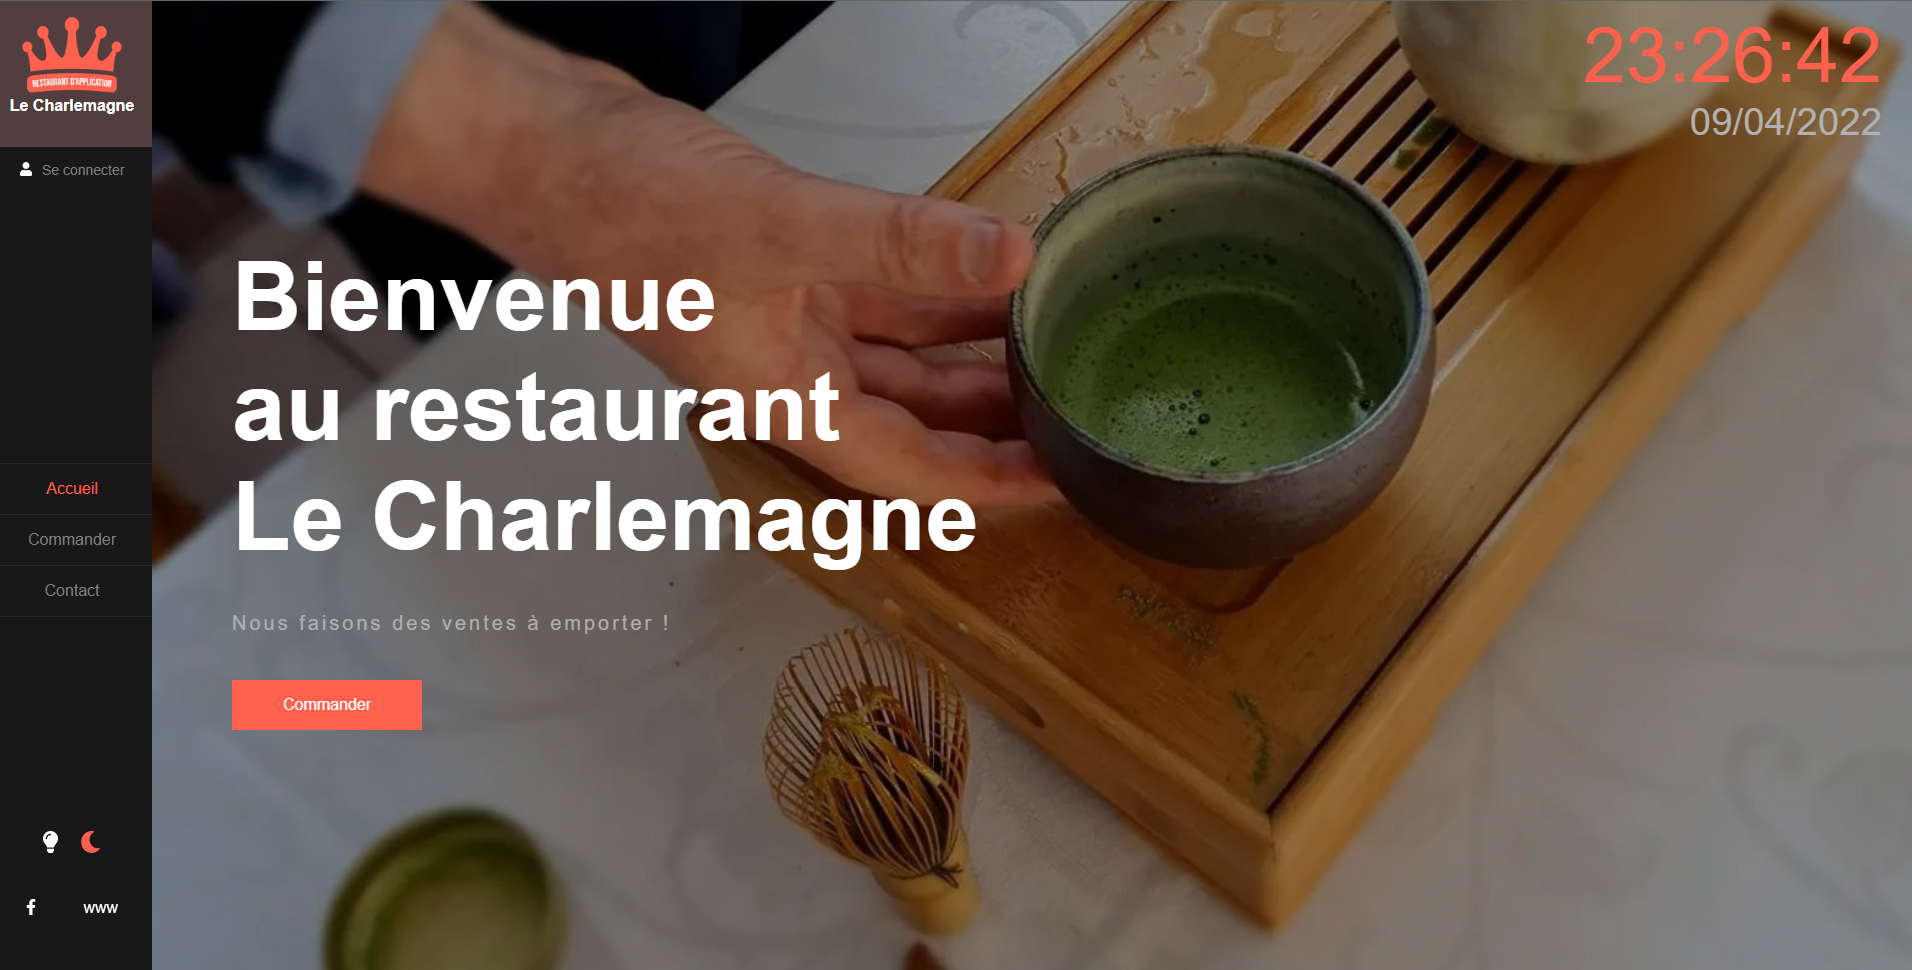 RESTAURANT D'APPLICATION
Le Charlemagne
Se connecter
Accueil
Commander
Contact
www
23:26:42
09/04/2022
Bienvenue
au restaurant
Le Charlemagne
Nous faisons des ventes à emporter !
Commander